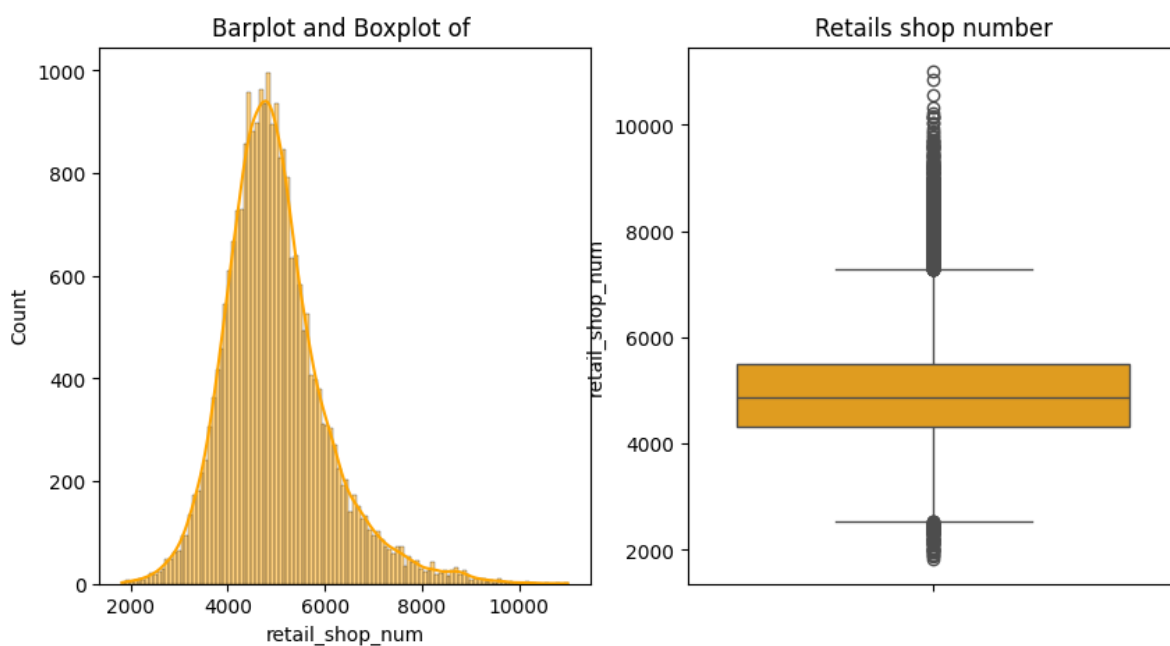 Barplot and Boxplot of
1000
800
600
400
200
0
Count
2000 4000 6000 8000 10000
retail_shop_num
Retails shop number
10000
8000
6000
4000
2000
retail_shop_num